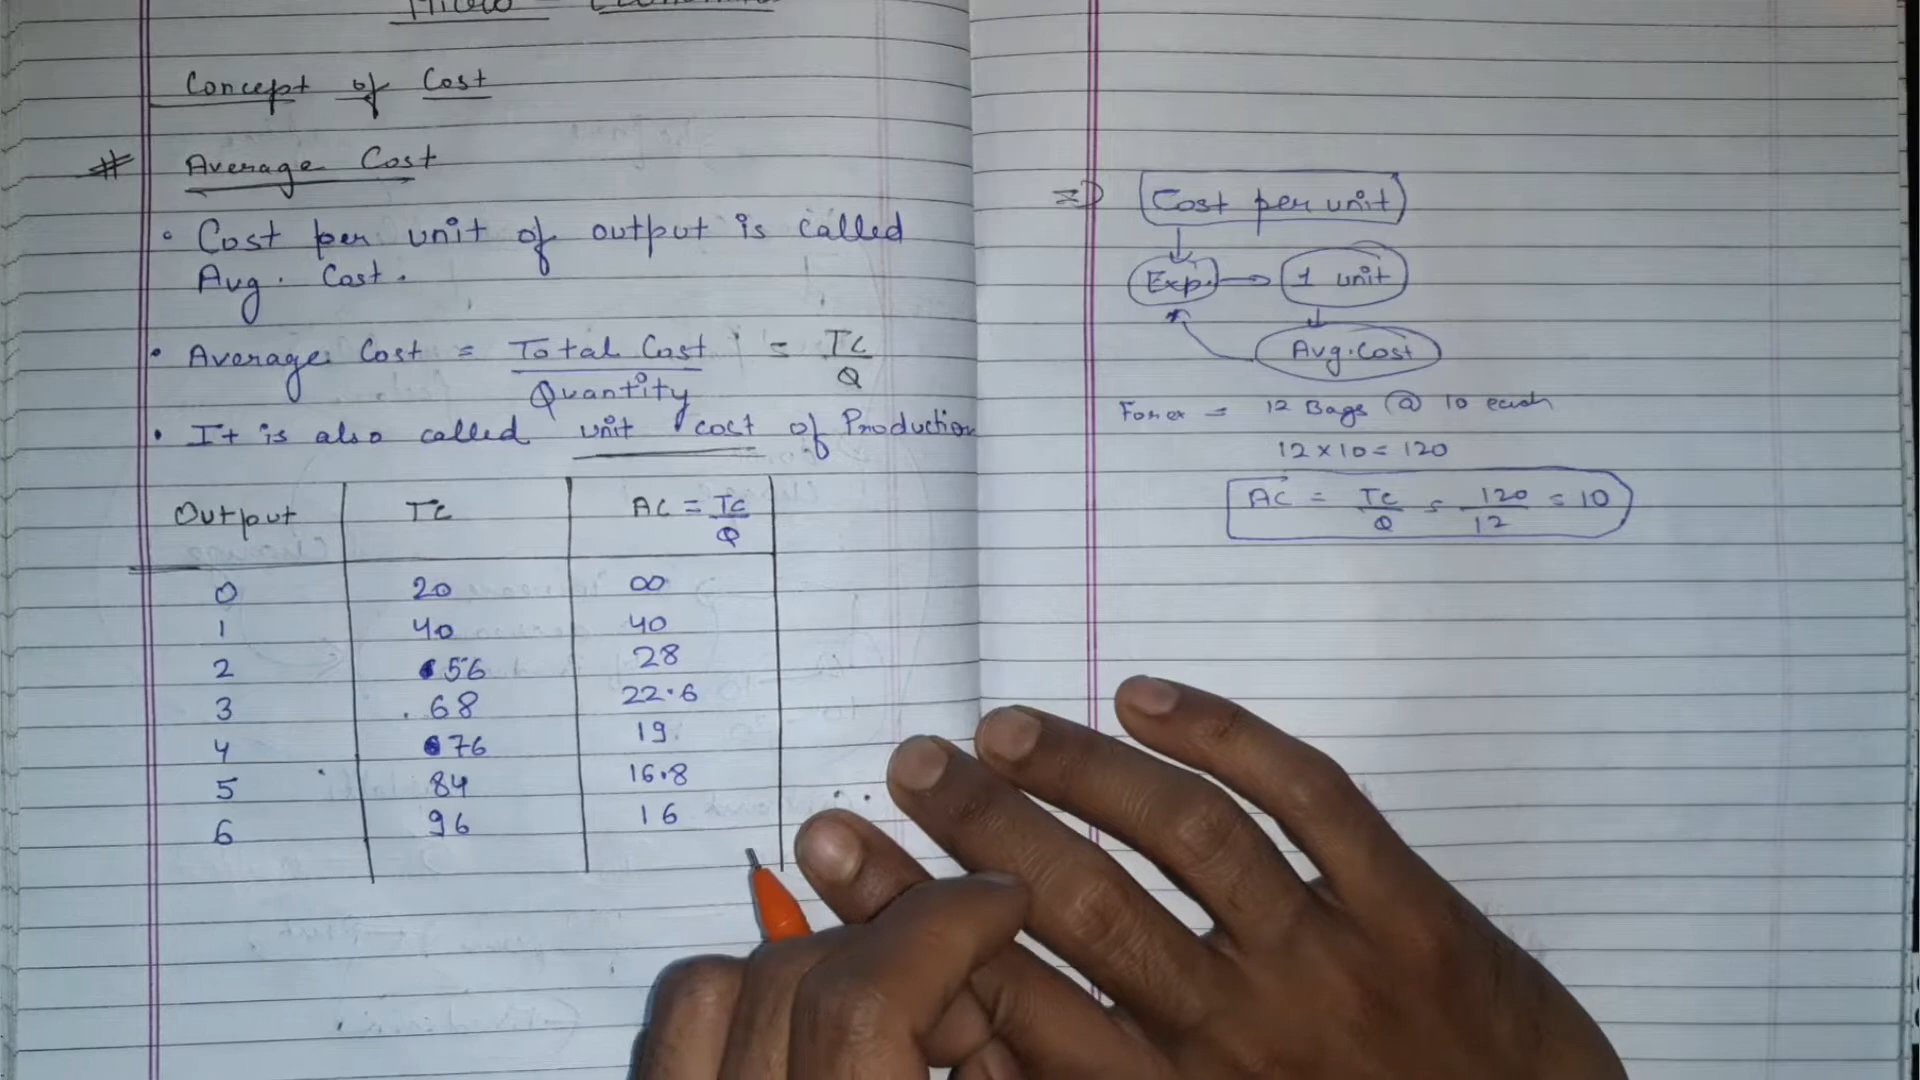 Micro - Economics
Concept of Cost
# Average Cost
• Cost per unit of output is called
Avg. Cost.
• Average Cost = Total Cost / Quantity = TC / Q
• It is also called unit cost of Production
Output TC AC = TC / Q
0 20 ∞
1 40 40
2 56 28
3 68 22.6
4 76 19
5 84 16.8
6 96 16
=> Cost per unit
Exp. → 1 unit
Avg. Cost
For ex = 12 Bags @ 10 each
12 x 10 = 120
AC = TC / Q = 120 / 12 = 10